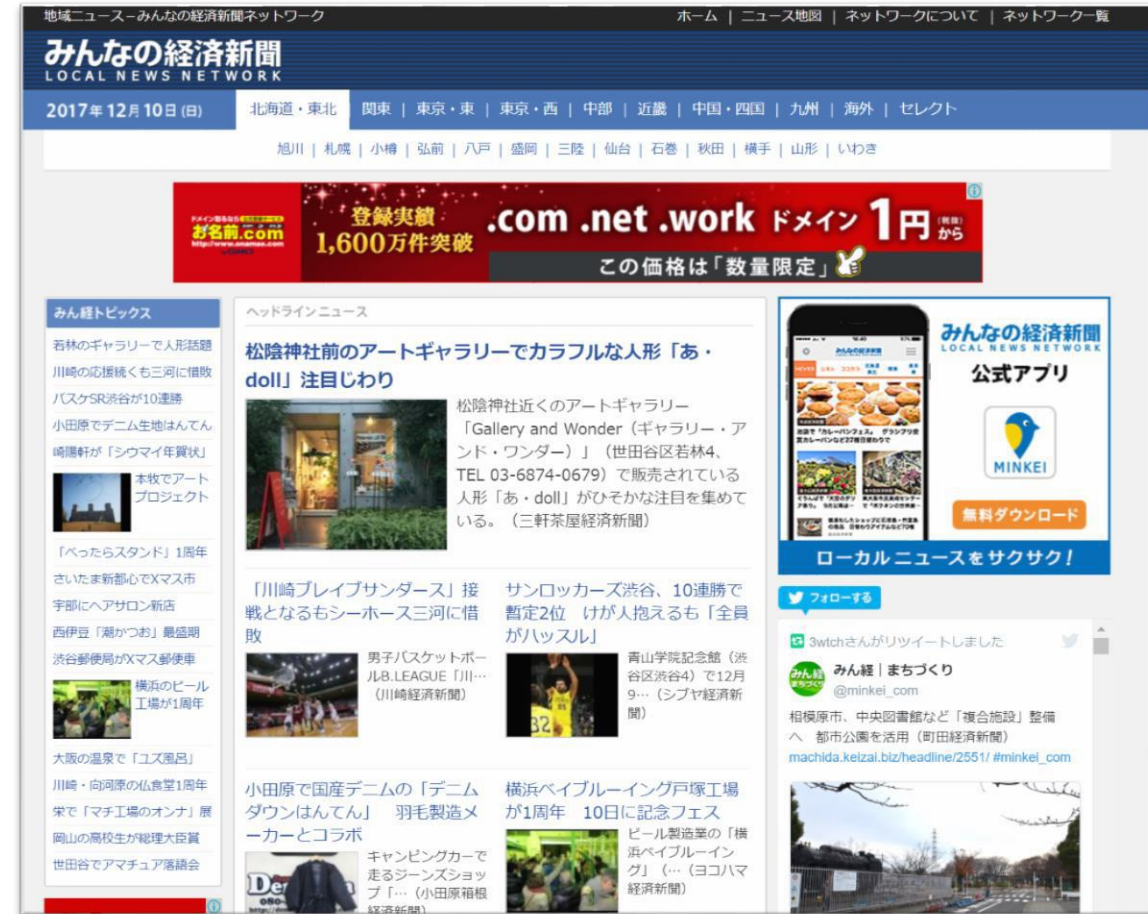 地域ニュース-みんなの経済新聞ネットワーク
ホーム | ニュース地図 | ネットワークについて | ネットワーク一覧
みんなの経済新聞
LOCAL NEWS NETWORK
2017年12月10日(日)
北海道・東北 関東 | 東京・東 | 東京・西 | 中部 | 近畿 | 中国・四国 | 九州 | 海外 | セレクト
旭川 | 札幌 | 小樽 | 弘前 | 八戸 | 盛岡 | 三陸 | 仙台 | 石巻 | 秋田 | 横手 | 山形 | いわき
ドメイン取るなら
お名前.com
http://www.onamae.com
登録実績
1,600万件突破
.com .net .work ドメイン 1円(税抜)から
この価格は「数量限定」
みん経トピックス
若林のギャラリーで人形話題
川崎の応援続くも三河に惜敗
バスケSR渋谷が10連勝
小田原でデニム生地はんてん
崎陽軒が「シウマイ年賀状」
本牧でアート
プロジェクト
「べったらスタンド」1周年
さいたま新都心でXマス市
宇部にヘアサロン新店
西伊豆「潮かつお」最盛期
渋谷郵便局がXマス郵便車
横浜のビール
工場が1周年
大阪の温泉で「ユズ風呂」
川崎・向河原の仏食堂1周年
栄で「マチ工場のオンナ」展
岡山の高校生が総理大臣賞
世田谷でアマチュア落語会
ヘッドラインニュース
松陰神社前のアートギャラリーでカラフルな人形「あ・
doll」注目じわり
松陰神社近くのアートギャラリー
「Gallery and Wonder(ギャラリー・ア
ンド・ワンダー)」(世田谷区若林4、
TEL 03-6874-0679)で販売されている
人形「あ・doll」がひそかな注目を集めて
いる。(三軒茶屋経済新聞)
「川崎ブレイブサンダース」接
戦となるもシーホース三河に惜
敗
男子バスケットボー
ルB.LEAGUE「川…
(川崎経済新聞)
サンロッカーズ渋谷、10連勝で
暫定2位 けが人抱えるも「全員
がハッスル」
32
青山学院記念館(渋
谷区渋谷4)で12月
9…(シブヤ経済新
聞)
小田原で国産デニムの「デニム
ダウンはんてん」 羽毛製造メ
ーカーとコラボ
キャンピングカーで
走るジーンズショッ
プ「…(小田原箱根
経済新聞)
横浜ベイブルーイング戸塚工場
が1周年 10日に記念フェス
ビール製造業の「横
浜ベイブルーイン
グ」(…(ヨコハマ
経済新聞)
みんなの経済新聞
LOCAL NEWS NETWORK
公式アプリ
MINKEI
無料ダウンロード
みんなの経済新聞
ローカルニュースをサクサク!
フォローする
3wtchさんがリツイートしました
みん経
まちづくり
みん経|まちづくり
@minkei_com
相模原市、中央図書館など「複合施設」整備
へ 都市公園を活用(町田経済新聞)
machida.keizai.biz/headline/2551/ #minkei_com